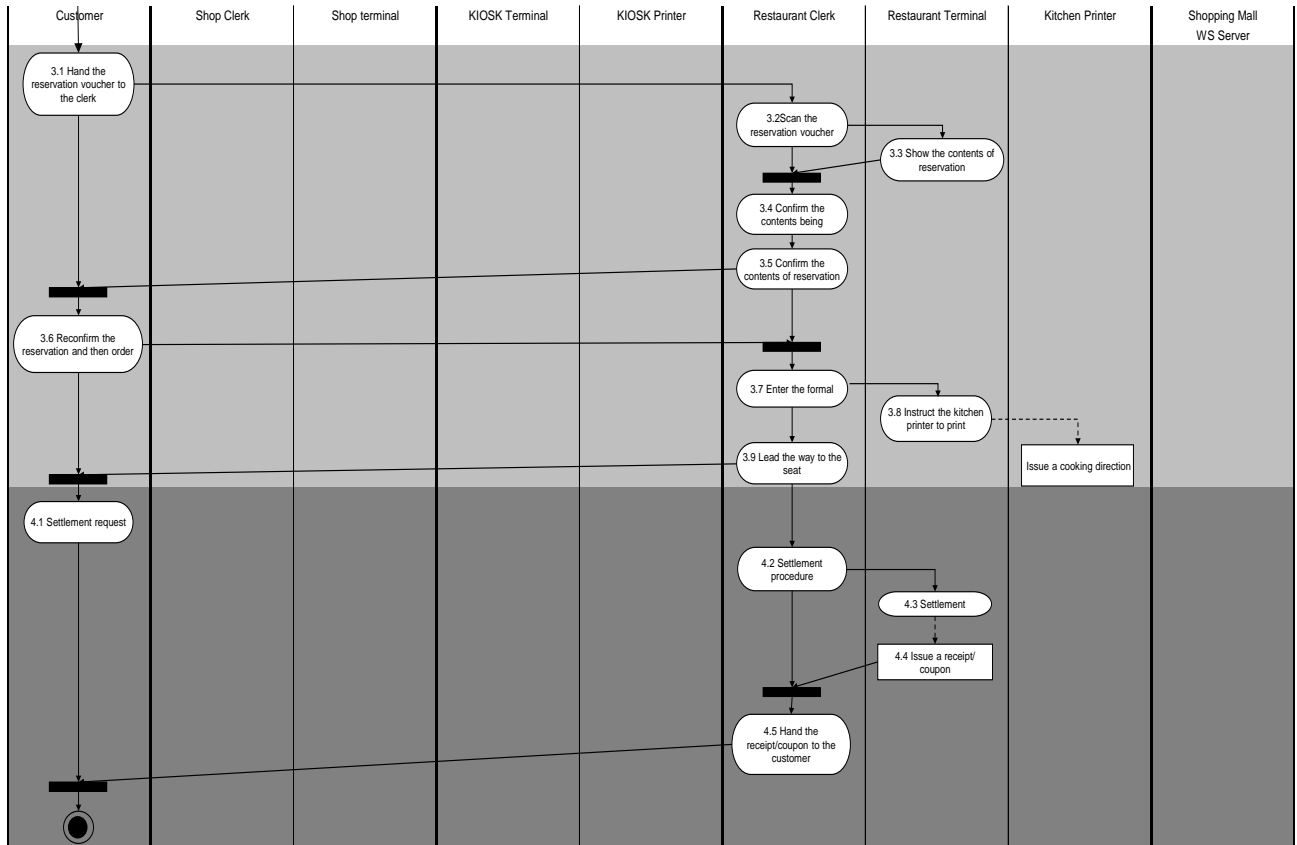 Customer
Shop Clerk
Shop terminal
KIOSK Terminal
KIOSK Printer
Restaurant Clerk
Restaurant Terminal
Kitchen Printer
Shopping Mall
WS Server
3.1 Hand the
reservation voucher to
the clerk
3.2Scan the
reservation voucher
3.3 Show the contents of
reservation
3.4 Confirm the
contents being
3.5 Confirm the
contents of reservation
3.6 Reconfirm the
reservation and then order
3.7 Enter the formal
3.8 Instruct the kitchen
printer to print
3.9 Lead the way to the
seat
Issue a cooking direction
4.1 Settlement request
4.2 Settlement
procedure
4.3 Settlement
4.4 Issue a receipt/
coupon
4.5 Hand the
receipt/coupon to the
customer